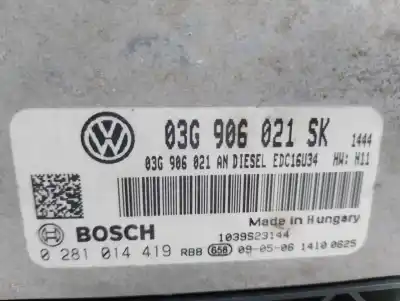 03G 906 021 SK 1444
03G 906 021 AN DIESEL EDC16U34 HW: H11
Made in Hungary
BOSCH 1039S23144
0 281 014 419 RBB 658 09-05-06 1410 0625